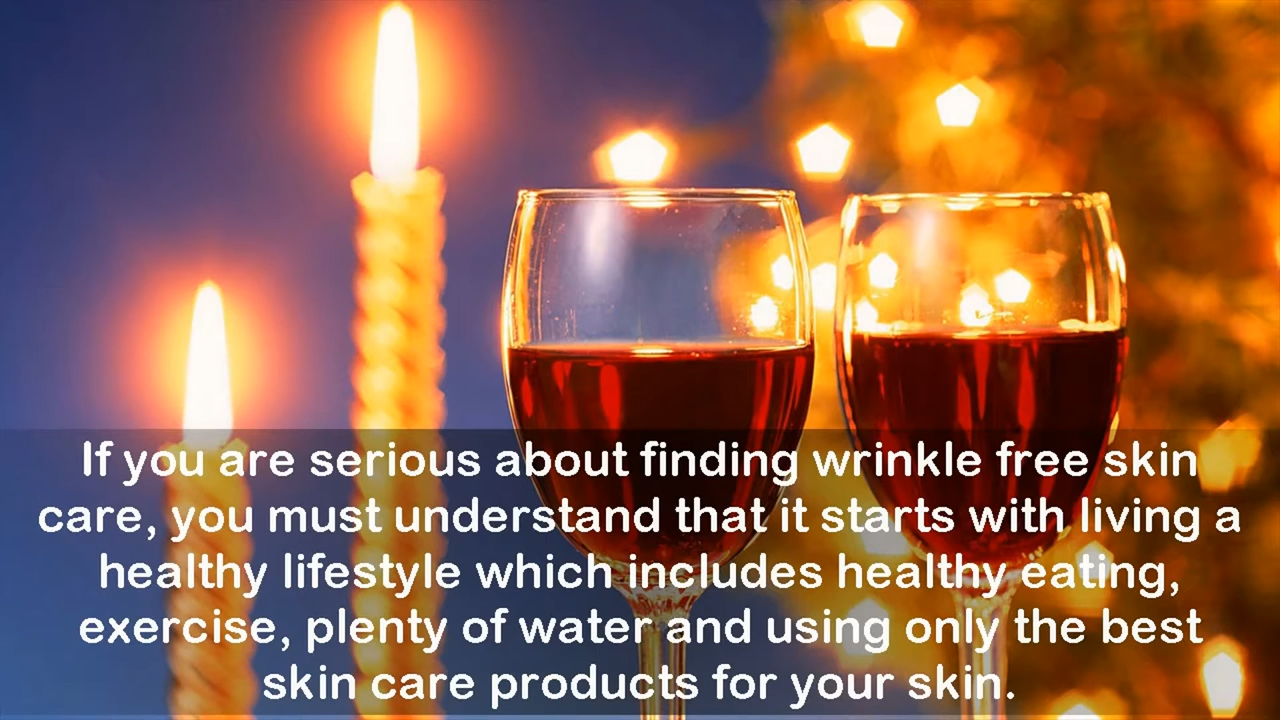 If you are serious about finding wrinkle free skin
care, you must understand that it starts with living a
healthy lifestyle which includes healthy eating,
exercise, plenty of water and using only the best
skin care products for your skin.